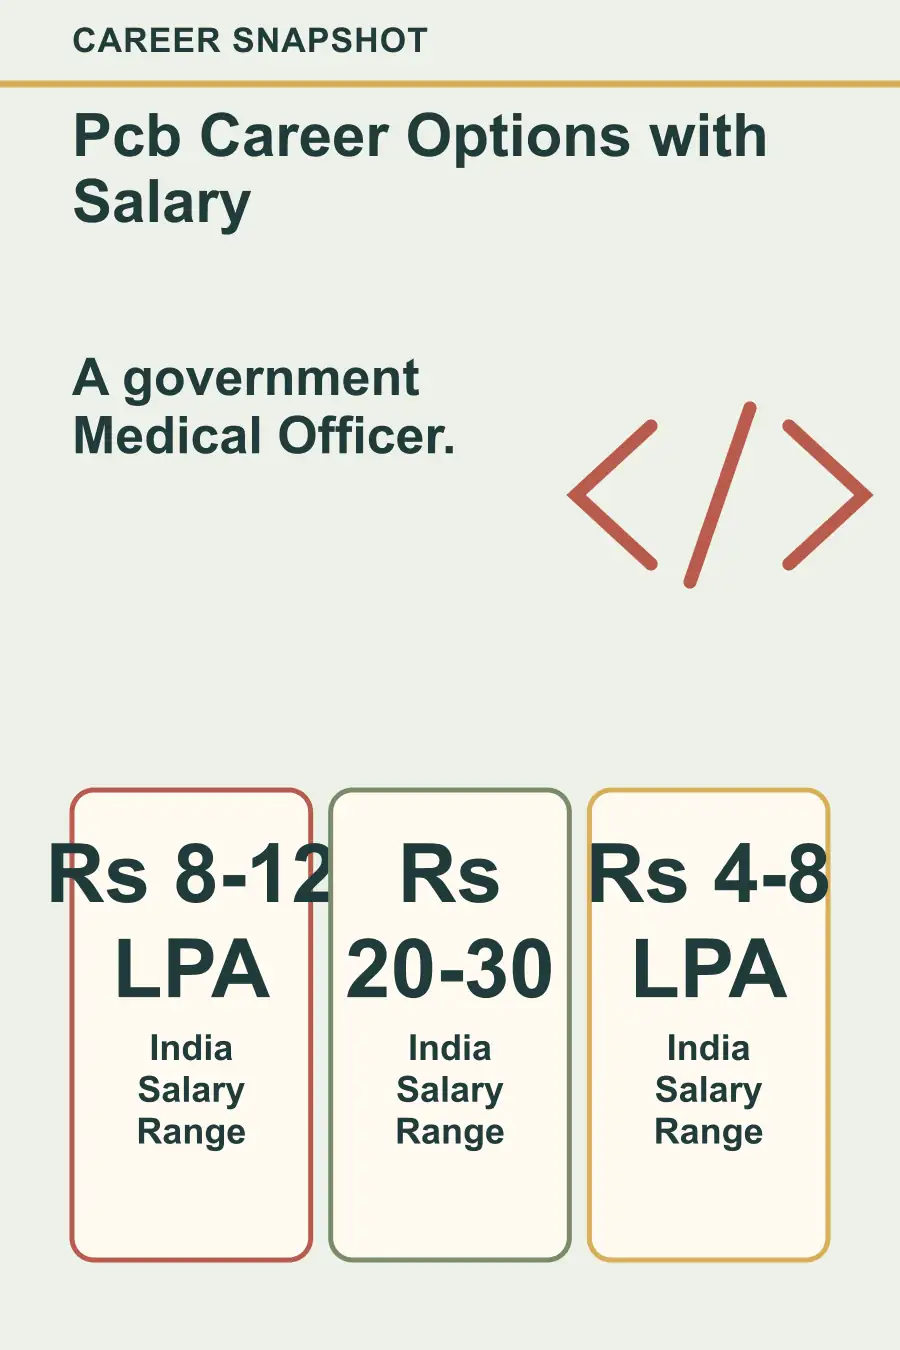 CAREER SNAPSHOT
Pcb Career Options with
Salary
A government
Medical Officer.
</>
Rs 8-12
LPA
India
Salary
Range
Rs
20-30
India
Salary
Range
Rs 4-8
LPA
India
Salary
Range